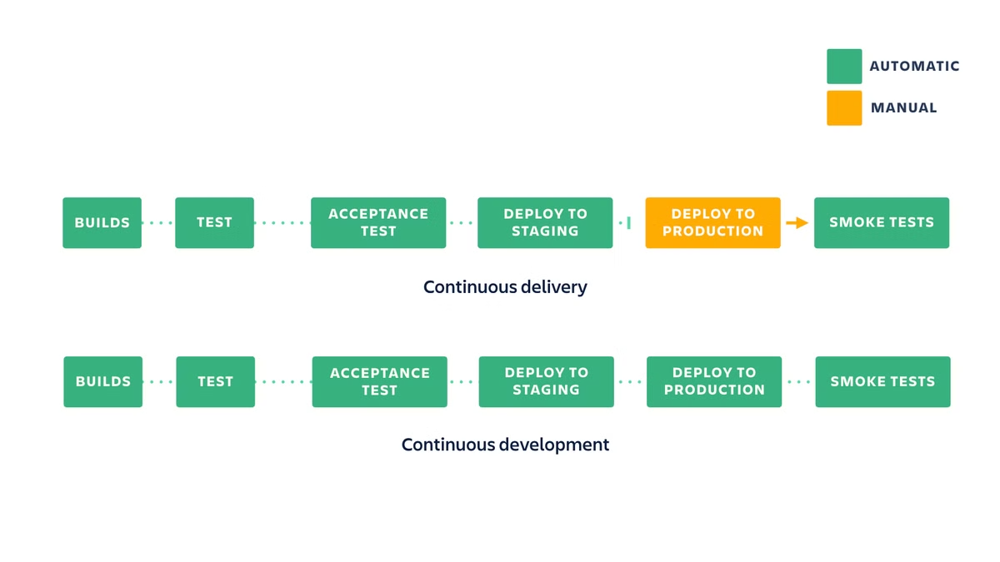 AUTOMATIC
MANUAL
BUILDS
TEST
ACCEPTANCE
TEST
DEPLOY TO
STAGING
DEPLOY TO
PRODUCTION
SMOKE TESTS
Continuous delivery
BUILDS
TEST
ACCEPTANCE
TEST
DEPLOY TO
STAGING
DEPLOY TO
PRODUCTION
SMOKE TESTS
Continuous development